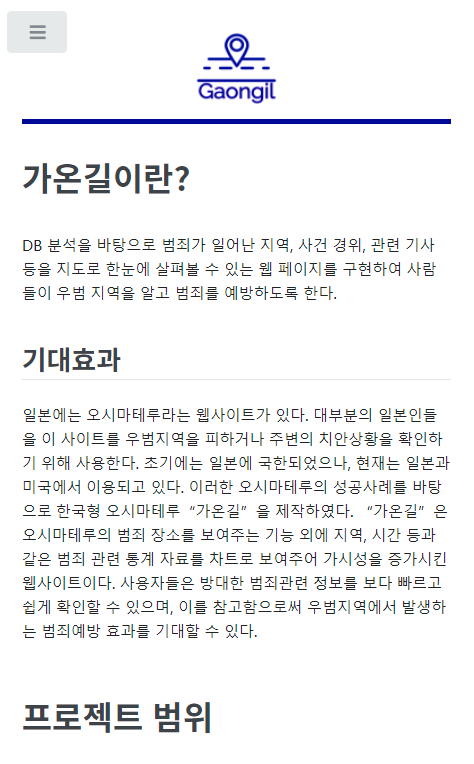 Gaongil
가온길이란?
DB 분석을 바탕으로 범죄가 일어난 지역, 사건 경위, 관련 기사
등을 지도로 한눈에 살펴볼 수 있는 웹 페이지를 구현하여 사람
들이 우범 지역을 알고 범죄를 예방하도록 한다.
기대효과
일본에는 오시마테루라는 웹사이트가 있다. 대부분의 일본인들
을 이 사이트를 우범지역을 피하거나 주변의 치안상황을 확인하
기 위해 사용한다. 초기에는 일본에 국한되었으나, 현재는 일본과
미국에서 이용되고 있다. 이러한 오시마테루의 성공사례를 바탕
으로 한국형 오시마테루 “가온길” 을 제작하였다. “가온길” 은
오시마테루의 범죄 장소를 보여주는 기능 외에 지역, 시간 등과
같은 범죄 관련 통계 자료를 차트로 보여주어 가시성을 증가시킨
웹사이트이다. 사용자들은 방대한 범죄관련 정보를 보다 빠르고
쉽게 확인할 수 있으며, 이를 참고함으로써 우범지역에서 발생하
는 범죄예방 효과를 기대할 수 있다.
프로젝트 범위